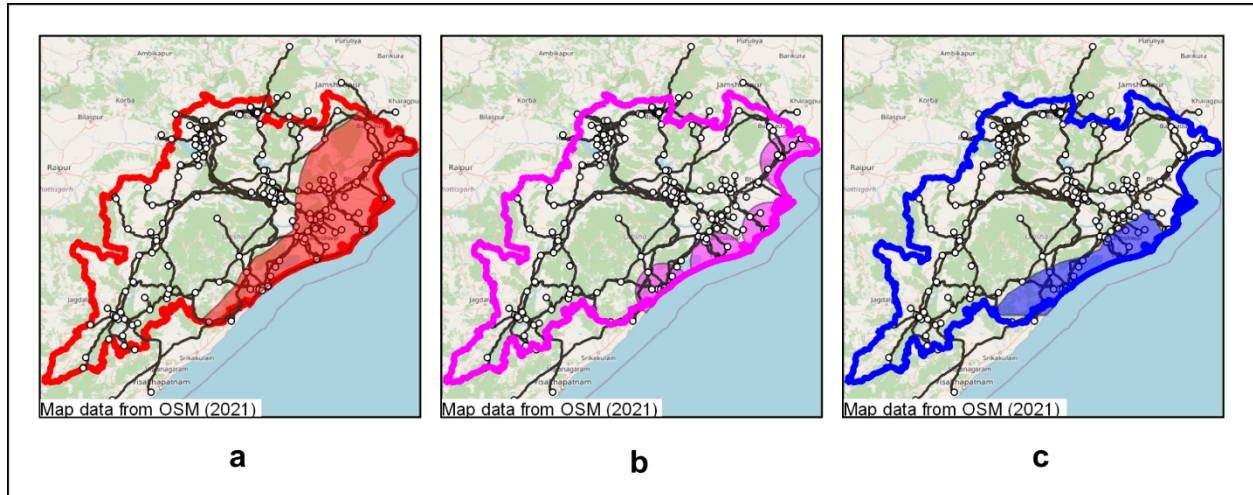 Ambikapur
Puruliya
Bankura
Korba
Jamshedpur
Bilaspur
Kharagpur
Raipur
Jagdal
Srikakulam
Visakhapatnam
Map data from OSM (2021)
a
Ambikapur
Puruliya
Bankura
Korba
Jamshedpur
Bilaspur
Kharagpur
Raipur
Jagdal
Srikakulam
Visakhapatnam
Map data from OSM (2021)
b
Ambikapur
Puruliya
Bankura
Korba
Jamshedpur
Bilaspur
Kharagpur
Raipur
Jagdal
Srikakulam
Visakhapatnam
Map data from OSM (2021)
c